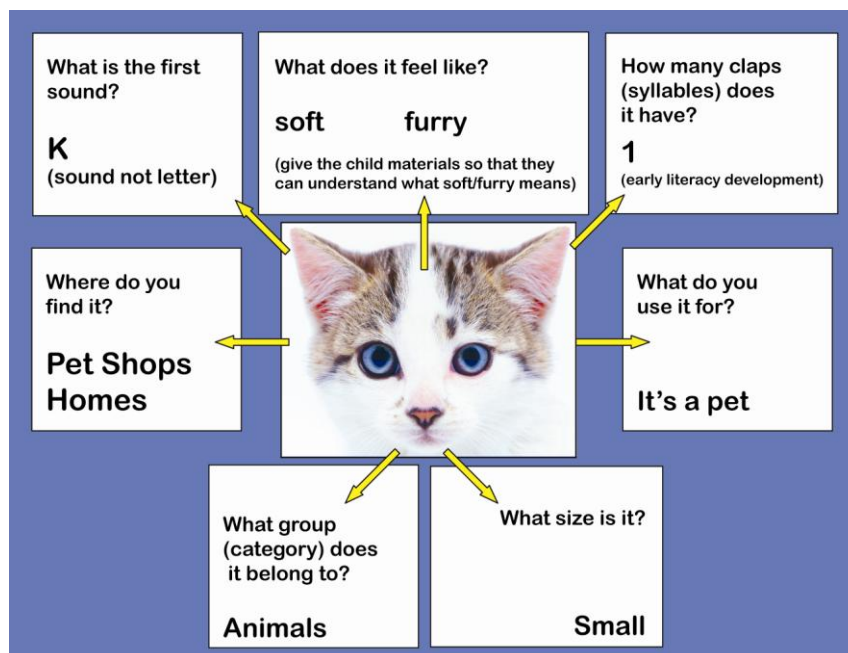 What is the first
sound?
K
(sound not letter)
What does it feel like?
soft furry
(give the child materials so that they
can understand what soft/furry means)
How many claps
(syllables) does
it have?
1
(early literacy development)
Where do you
find it?
Pet Shops
Homes
What do you
use it for?
It's a pet
What group
(category) does
it belong to?
Animals
What size is it?
Small